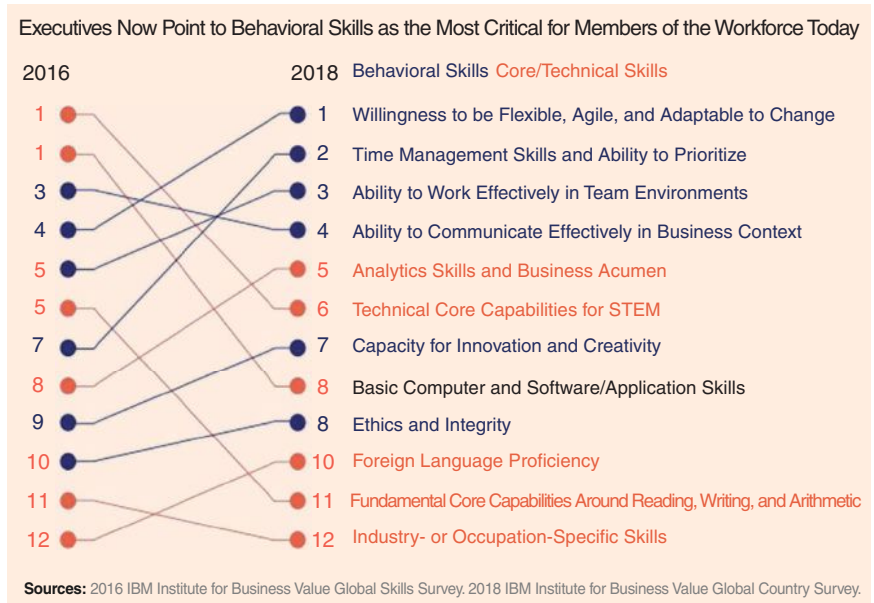 Executives Now Point to Behavioral Skills as the Most Critical for Members of the Workforce Today
2016 2018 Behavioral Skills Core/Technical Skills
1 1 Willingness to be Flexible, Agile, and Adaptable to Change
1 2 Time Management Skills and Ability to Prioritize
3 3 Ability to Work Effectively in Team Environments
4 4 Ability to Communicate Effectively in Business Context
5 5 Analytics Skills and Business Acumen
5 6 Technical Core Capabilities for STEM
7 7 Capacity for Innovation and Creativity
8 8 Basic Computer and Software/Application Skills
9 8 Ethics and Integrity
10 10 Foreign Language Proficiency
11 11 Fundamental Core Capabilities Around Reading, Writing, and Arithmetic
12 12 Industry- or Occupation-Specific Skills
Sources: 2016 IBM Institute for Business Value Global Skills Survey. 2018 IBM Institute for Business Value Global Country Survey.